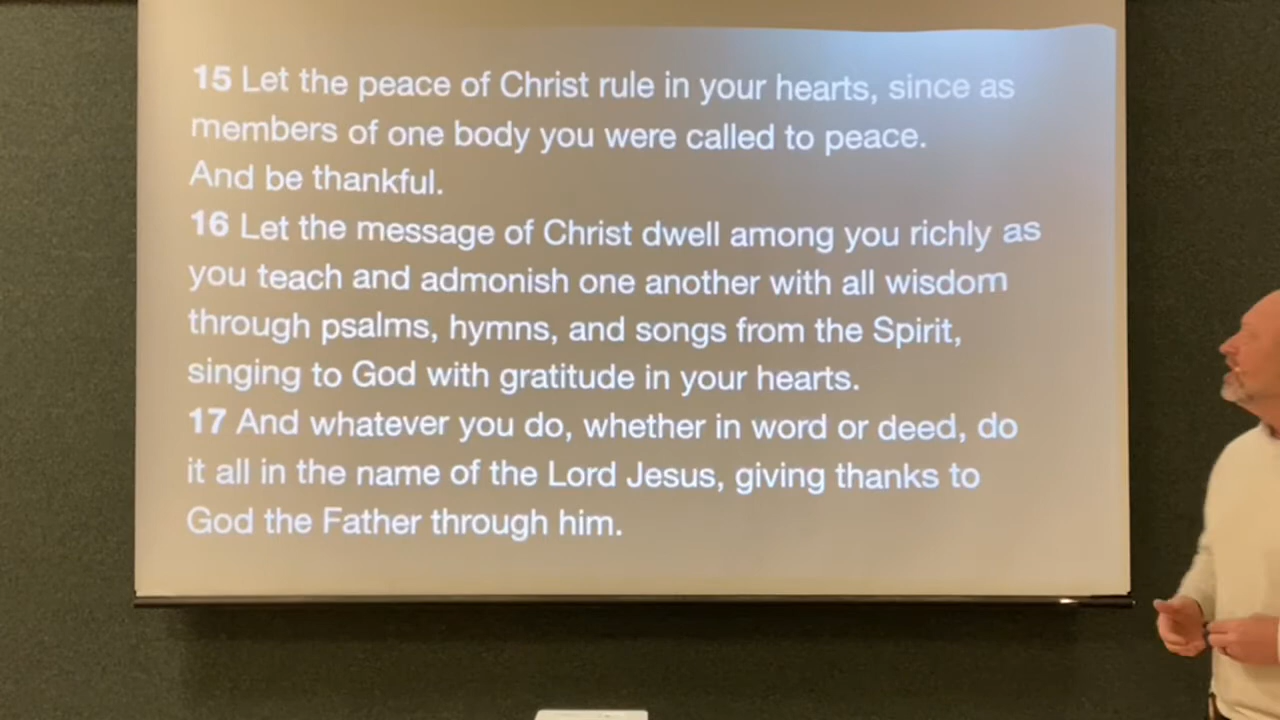 15 Let the peace of Christ rule in your hearts, since as
members of one body you were called to peace.
And be thankful.
16 Let the message of Christ dwell among you richly as
you teach and admonish one another with all wisdom
through psalms, hymns, and songs from the Spirit,
singing to God with gratitude in your hearts.
17 And whatever you do, whether in word or deed, do
it all in the name of the Lord Jesus, giving thanks to
God the Father through him.